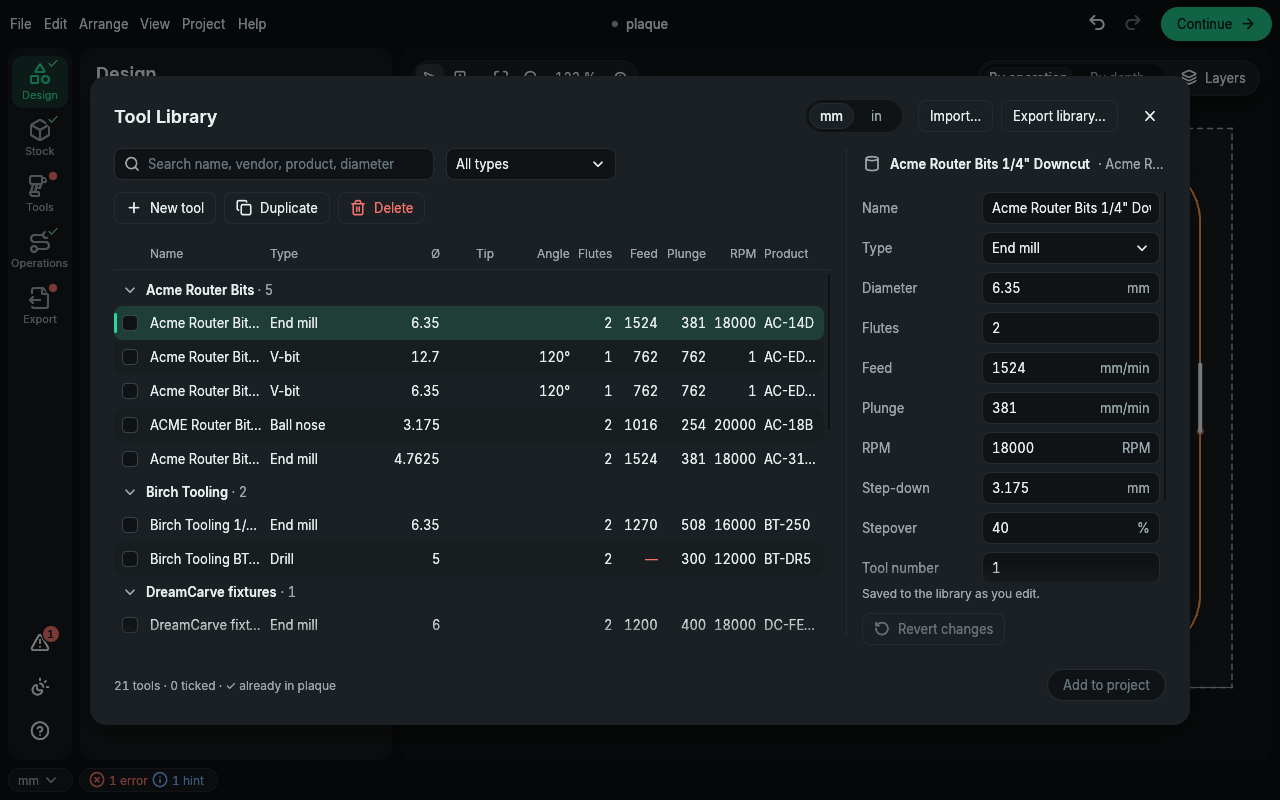 File Edit Arrange View Project Help
plaque
Continue
Design
Design
Stock
Tools
Operations
Export
Layers
Tool Library
mm in
Import...
Export library...
Search name, vendor, product, diameter
All types
New tool
Duplicate
Delete
Name Type Ø Tip Angle Flutes Feed Plunge RPM Product
Acme Router Bits · 5
Acme Router Bit... End mill 6.35 2 1524 381 18000 AC-14D
Acme Router Bit... V-bit 12.7 120° 1 762 762 1 AC-ED...
Acme Router Bit... V-bit 6.35 120° 1 762 762 1 AC-ED...
ACME Router Bit... Ball nose 3.175 2 1016 254 20000 AC-18B
Acme Router Bit... End mill 4.7625 2 1524 381 18000 AC-31...
Birch Tooling · 2
Birch Tooling 1/... End mill 6.35 2 1270 508 16000 BT-250
Birch Tooling BT... Drill 5 2 — 300 12000 BT-DR5
DreamCarve fixtures · 1
DreamCarve fixt... End mill 6 2 1200 400 18000 DC-FE...
21 tools · 0 ticked · ✓ already in plaque
Acme Router Bits 1/4" Downcut · Acme R...
Name Acme Router Bits 1/4" Do
Type End mill
Diameter 6.35 mm
Flutes 2
Feed 1524 mm/min
Plunge 381 mm/min
RPM 18000 RPM
Step-down 3.175 mm
Stepover 40 %
Tool number 1
Saved to the library as you edit.
Revert changes
Add to project
1
mm
1 error
1 hint